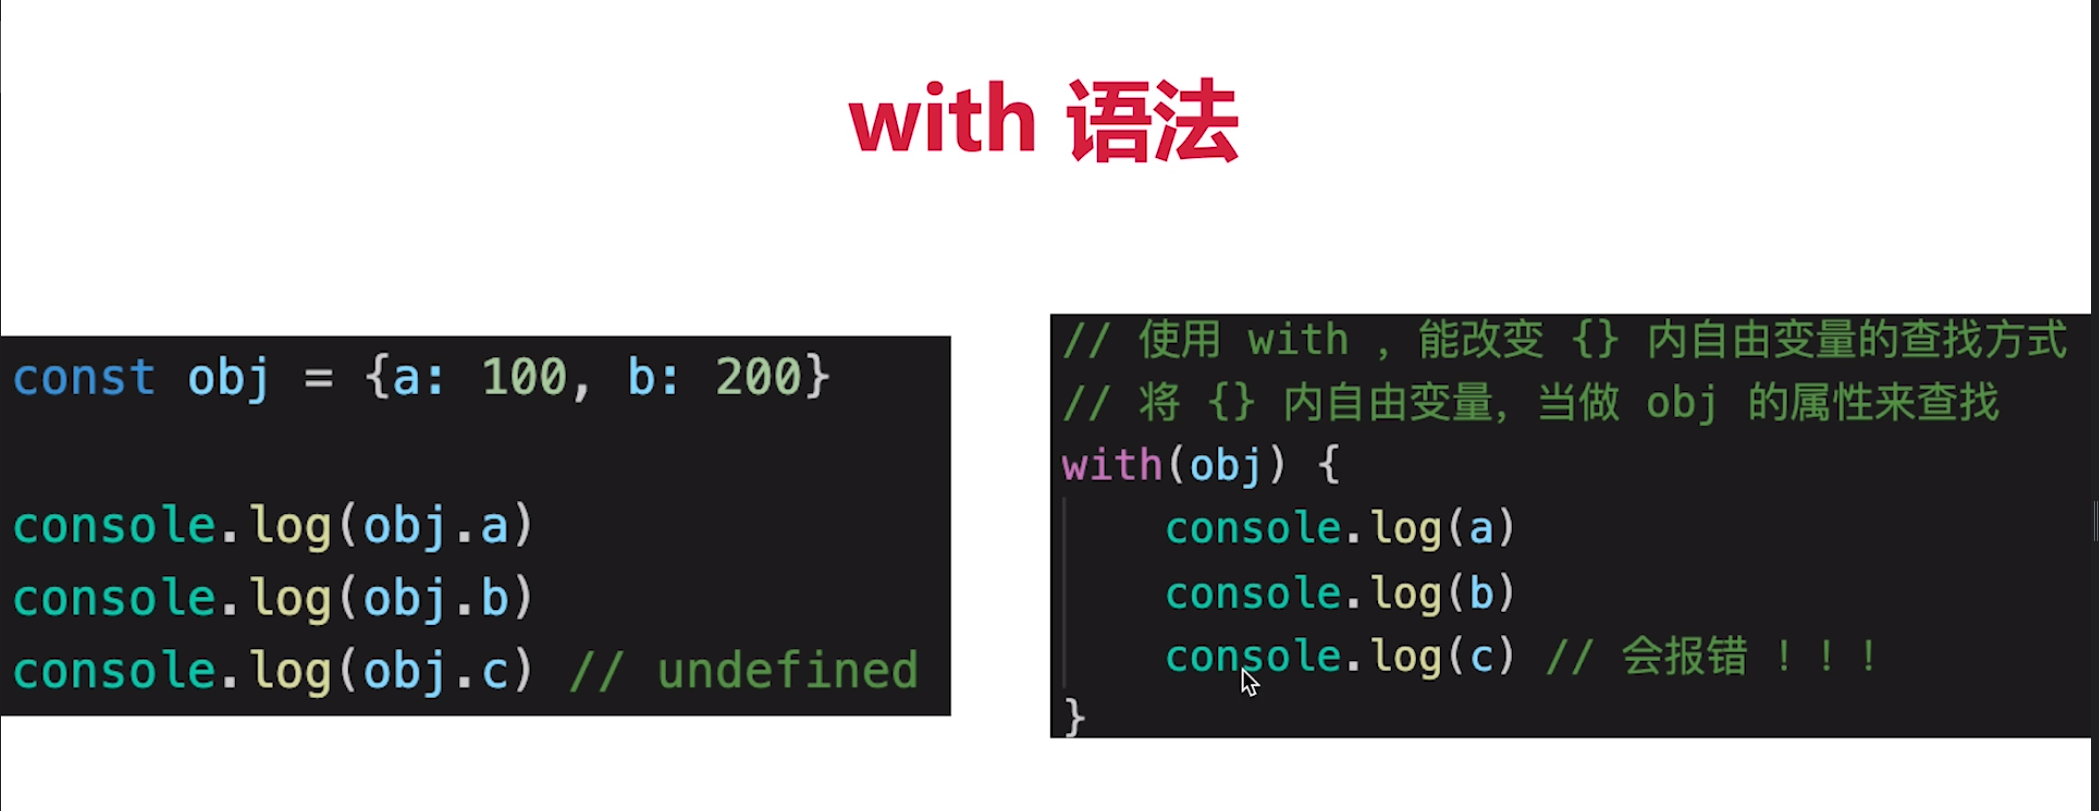 with 语法
const obj = {a: 100, b: 200}
console.log(obj.a)
console.log(obj.b)
console.log(obj.c) // undefined
// 使用 with ，能改变 {} 内自由变量的查找方式
// 将 {} 内自由变量，当做 obj 的属性来查找
with(obj) {
    console.log(a)
    console.log(b)
    console.log(c) // 会报错 ！！！
}